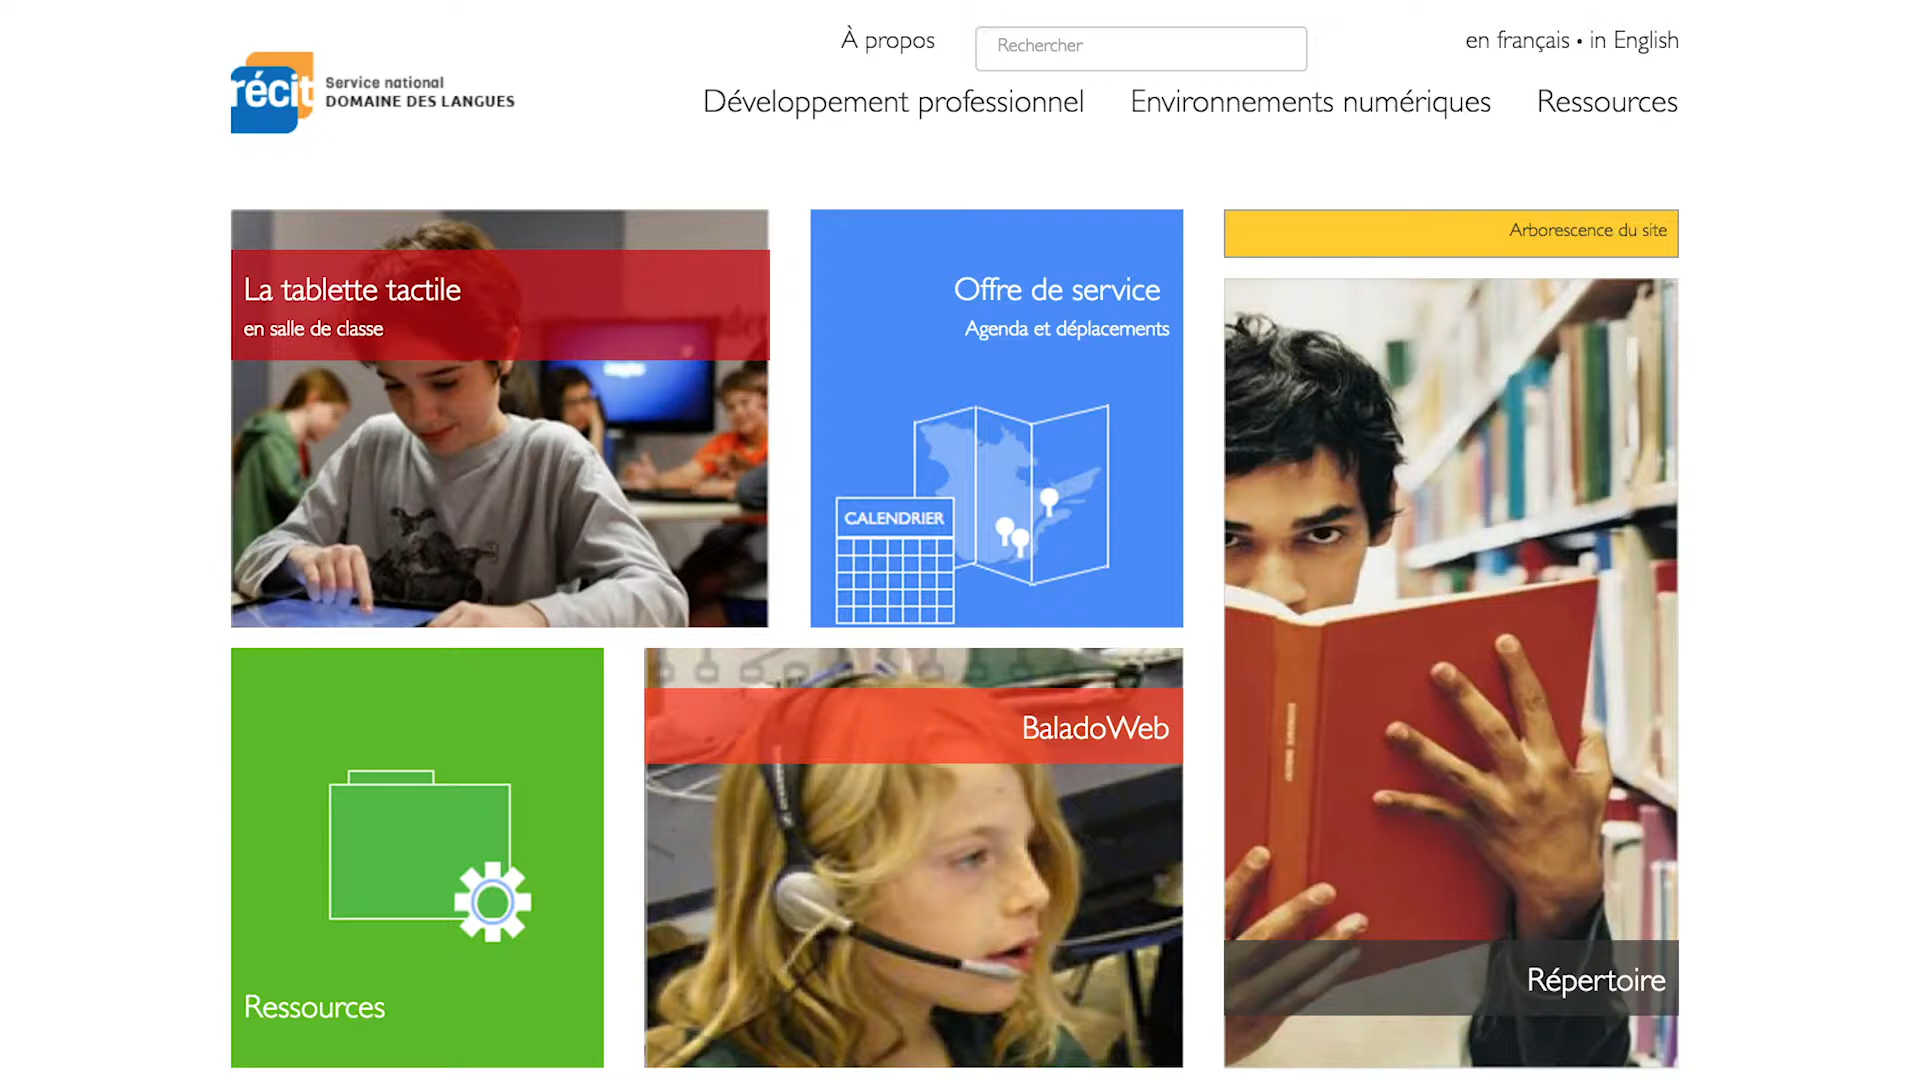 À propos
Rechercher
en français • in English
récit
Service national
DOMAINE DES LANGUES
Développement professionnel
Environnements numériques
Ressources
La tablette tactile
en salle de classe
Offre de service
Agenda et déplacements
CALENDRIER
Arborescence du site
Ressources
BaladoWeb
Répertoire